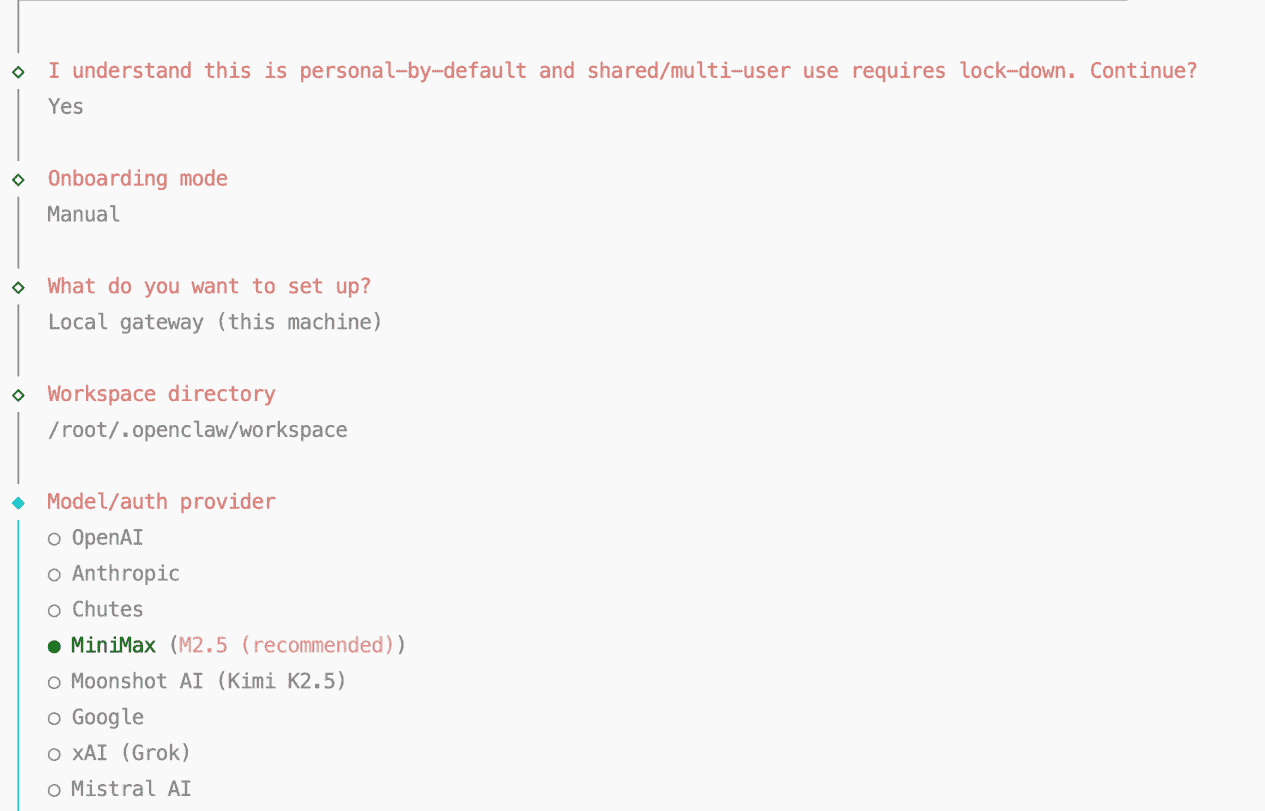 I understand this is personal-by-default and shared/multi-user use requires lock-down. Continue?
Yes
Onboarding mode
Manual
What do you want to set up?
Local gateway (this machine)
Workspace directory
/root/.openclaw/workspace
Model/auth provider
OpenAI
Anthropic
Chutes
MiniMax (M2.5 (recommended))
Moonshot AI (Kimi K2.5)
Google
xAI (Grok)
Mistral AI